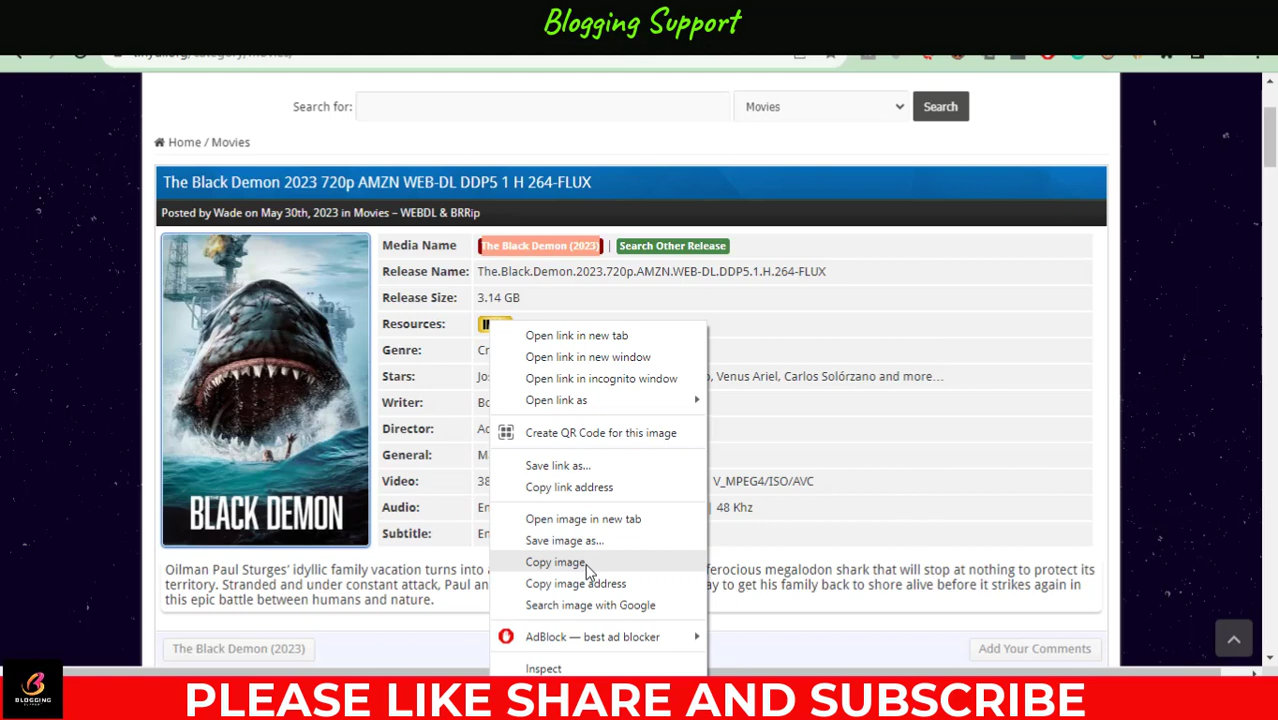 Blogging Support
Search for:
Movies
Search
Home / Movies
The Black Demon 2023 720p AMZN WEB-DL DDP5 1 H 264-FLUX
Posted by Wade on May 30th, 2023 in Movies – WEBDL & BRRip
Media Name The Black Demon (2023) | Search Other Release
Release Name: The.Black.Demon.2023.720p.AMZN.WEB-DL.DDP5.1.H.264-FLUX
Release Size: 3.14 GB
Resources:
Genre:
Stars: , Venus Ariel, Carlos Solórzano and more...
Writer:
Director:
General:
Video: 38 V_MPEG4/ISO/AVC
Audio: | 48 Khz
Subtitle:
BLACK DEMON
Open link in new tab
Open link in new window
Open link in incognito window
Open link as
Create QR Code for this image
Save link as...
Copy link address
Open image in new tab
Save image as...
Copy image
Copy image address
Search image with Google
AdBlock — best ad blocker
Inspect
Oilman Paul Sturges' idyllic family vacation turns into ferocious megalodon shark that will stop at nothing to protect its
territory. Stranded and under constant attack, Paul an y to get his family back to shore alive before it strikes again in
this epic battle between humans and nature.
The Black Demon (2023)
Add Your Comments
BLOGGING
PLEASE LIKE SHARE AND SUBSCRIBE